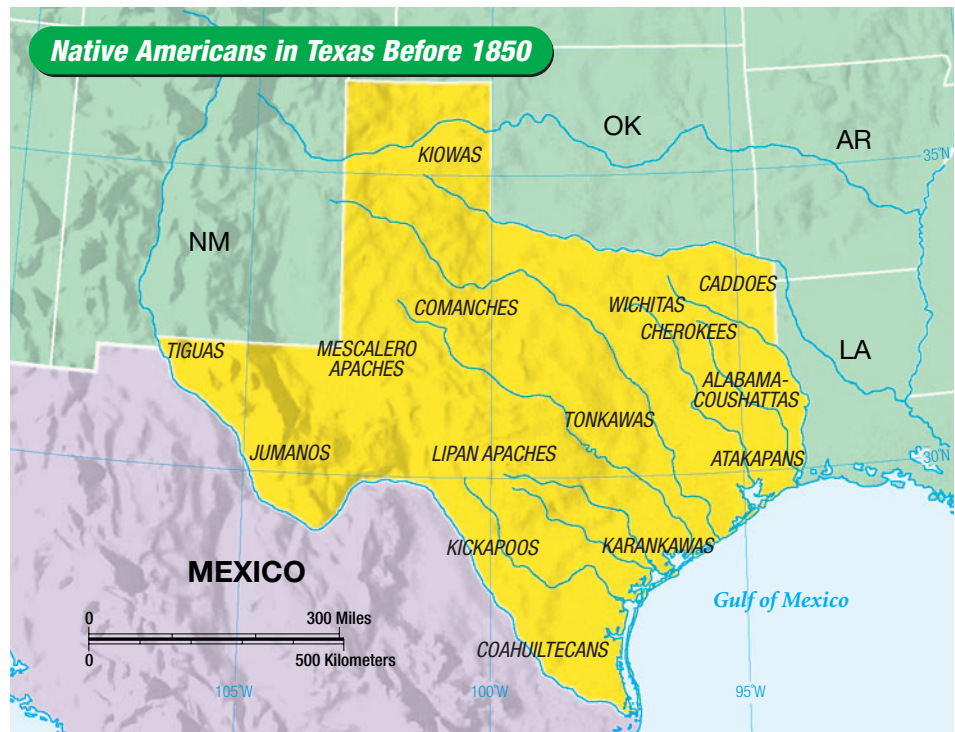 Native Americans in Texas Before 1850
OK
AR
KIOWAS
35°N
NM
CADDOES
COMANCHES
WICHITAS
CHEROKEES
TIGUAS
MESCALERO
APACHES
LA
ALABAMA-
COUSHATTAS
TONKAWAS
JUMANOS
LIPAN APACHES
ATAKAPANS
30°N
KICKAPOOS
KARANKAWAS
MEXICO
Gulf of Mexico
0 300 Miles
0 500 Kilometers
COAHUILTECANS
105°W
100°W
95°W